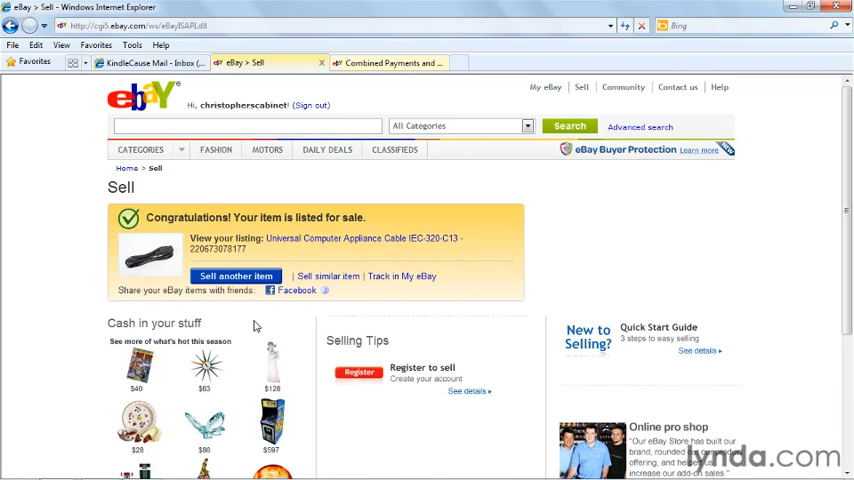 eBay > Sell - Windows Internet Explorer
http://cgi5.ebay.com/ws/eBayISAPI.dll
Bing
File Edit View Favorites Tools Help
Favorites
KindleCause Mail - Inbox (...
eBay > Sell
Combined Payments and ...
ebay
Hi, christopherscabinet! (Sign out)
My eBay Sell Community Contact us Help
All Categories
Search
Advanced search
CATEGORIES FASHION MOTORS DAILY DEALS CLASSIFIEDS
eBay Buyer Protection Learn more
NEW
Home > Sell
Sell
Congratulations! Your item is listed for sale.
View your listing: Universal Computer Appliance Cable IEC-320-C13 -
220673078177
Sell another item | Sell similar item | Track in My eBay
Share your eBay items with friends: Facebook
Cash in your stuff
See more of what's hot this season
$40 $63 $128
$28 $86 $597
Selling Tips
Register
Register to sell
Create your account
See details
New to
Selling?
Quick Start Guide
3 steps to easy selling
See details
Online pro shop
"Our eBay Store has built our
brand, rounded out our product
offering, and helped us
increase our add-on sales."
lynda.com